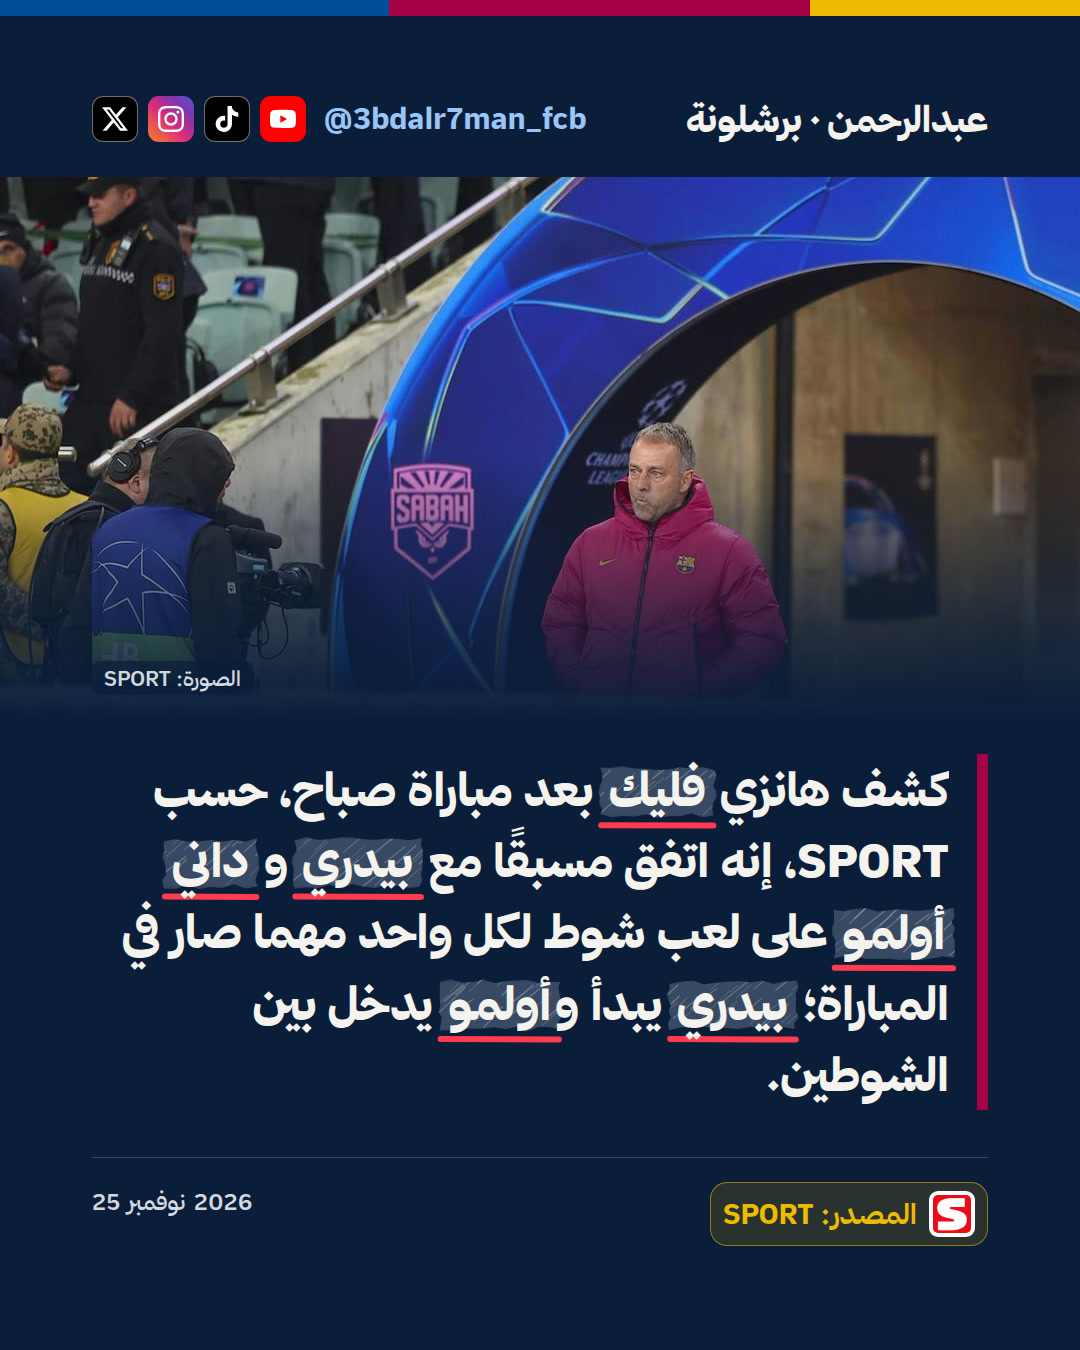 عبدالرحمن · برشلونة
@3bdalr7man_fcb
SABAH
CHAMP
LEAG
الصورة: SPORT
كشف هانزي فليك بعد مباراة صباح، حسب
SPORT، إنه اتفق مسبقًا مع بيدري و داني
أولمو على لعب شوط لكل واحد مهما صار في
المباراة؛ بيدري يبدأ وأولمو يدخل بين
الشوطين.
المصدر: SPORT
25 نوفمبر 2026